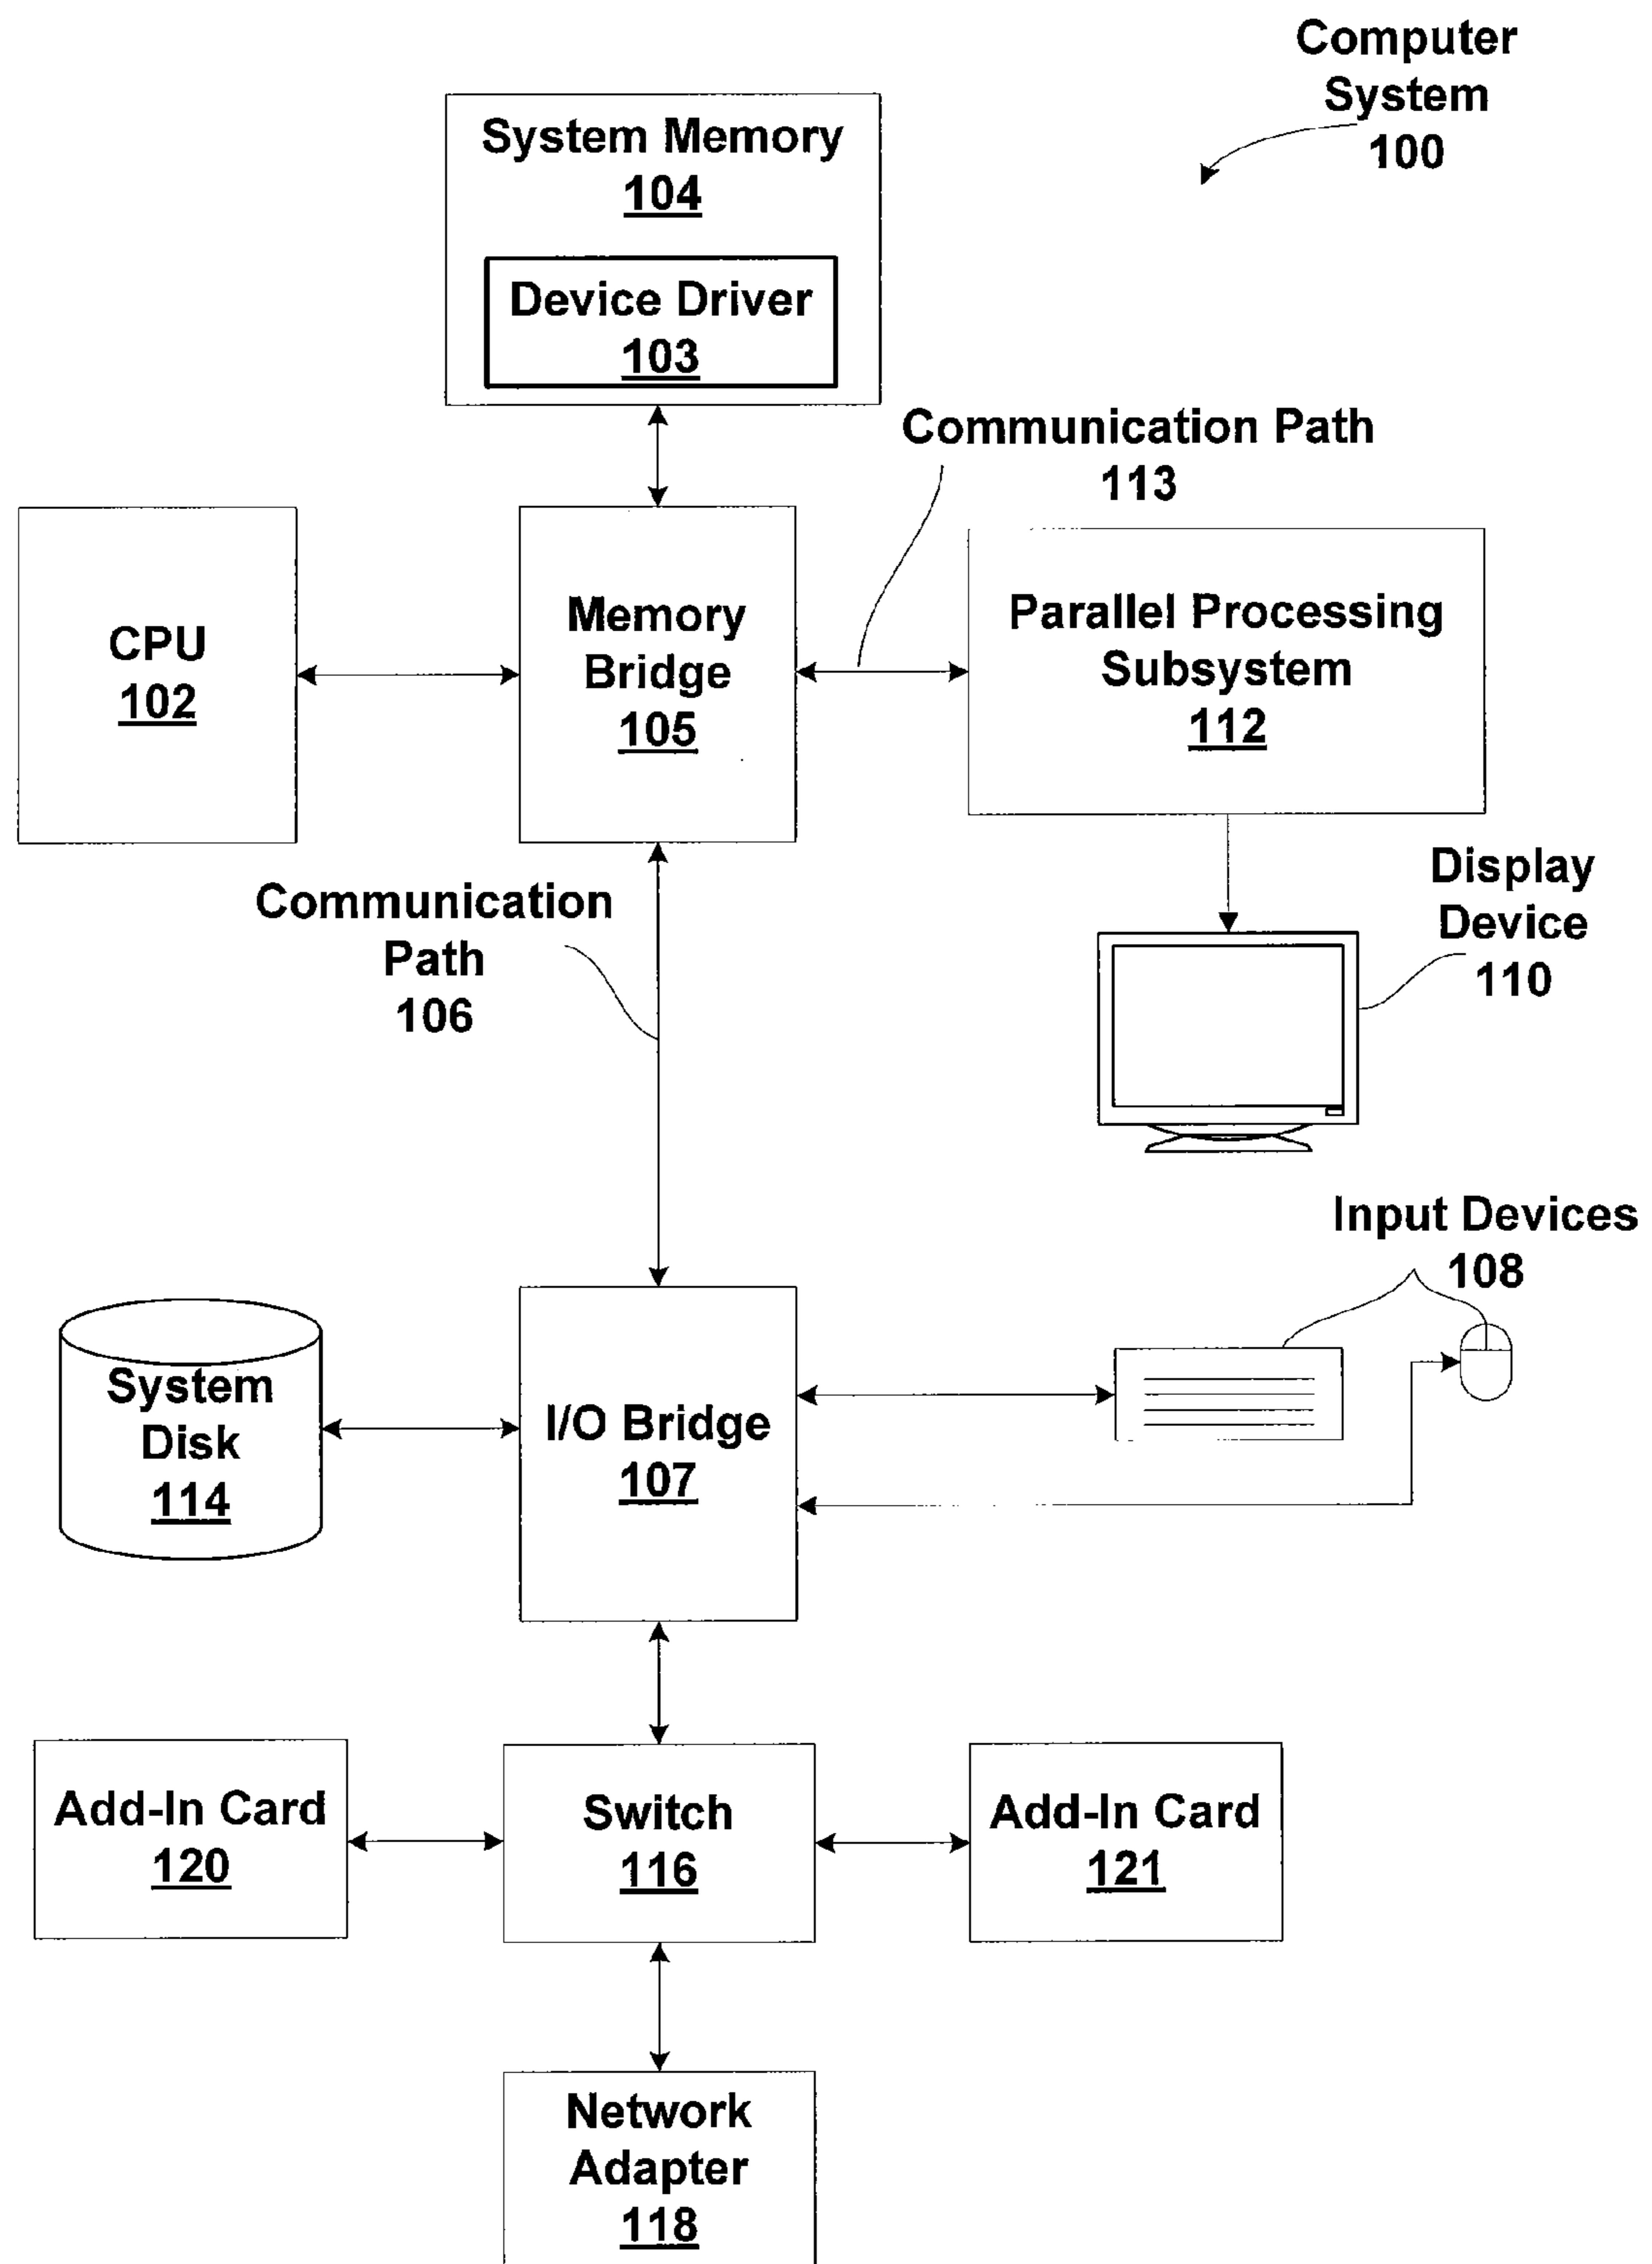 Computer
System
100
System Memory
104
Device Driver
103
Communication Path
113
CPU
102
Memory
Bridge
105
Parallel Processing
Subsystem
112
Communication
Path
106
Display
Device
110
Input Devices
108
System
Disk
114
I/O Bridge
107
Add-In Card
120
Switch
116
Add-In Card
121
Network
Adapter
118